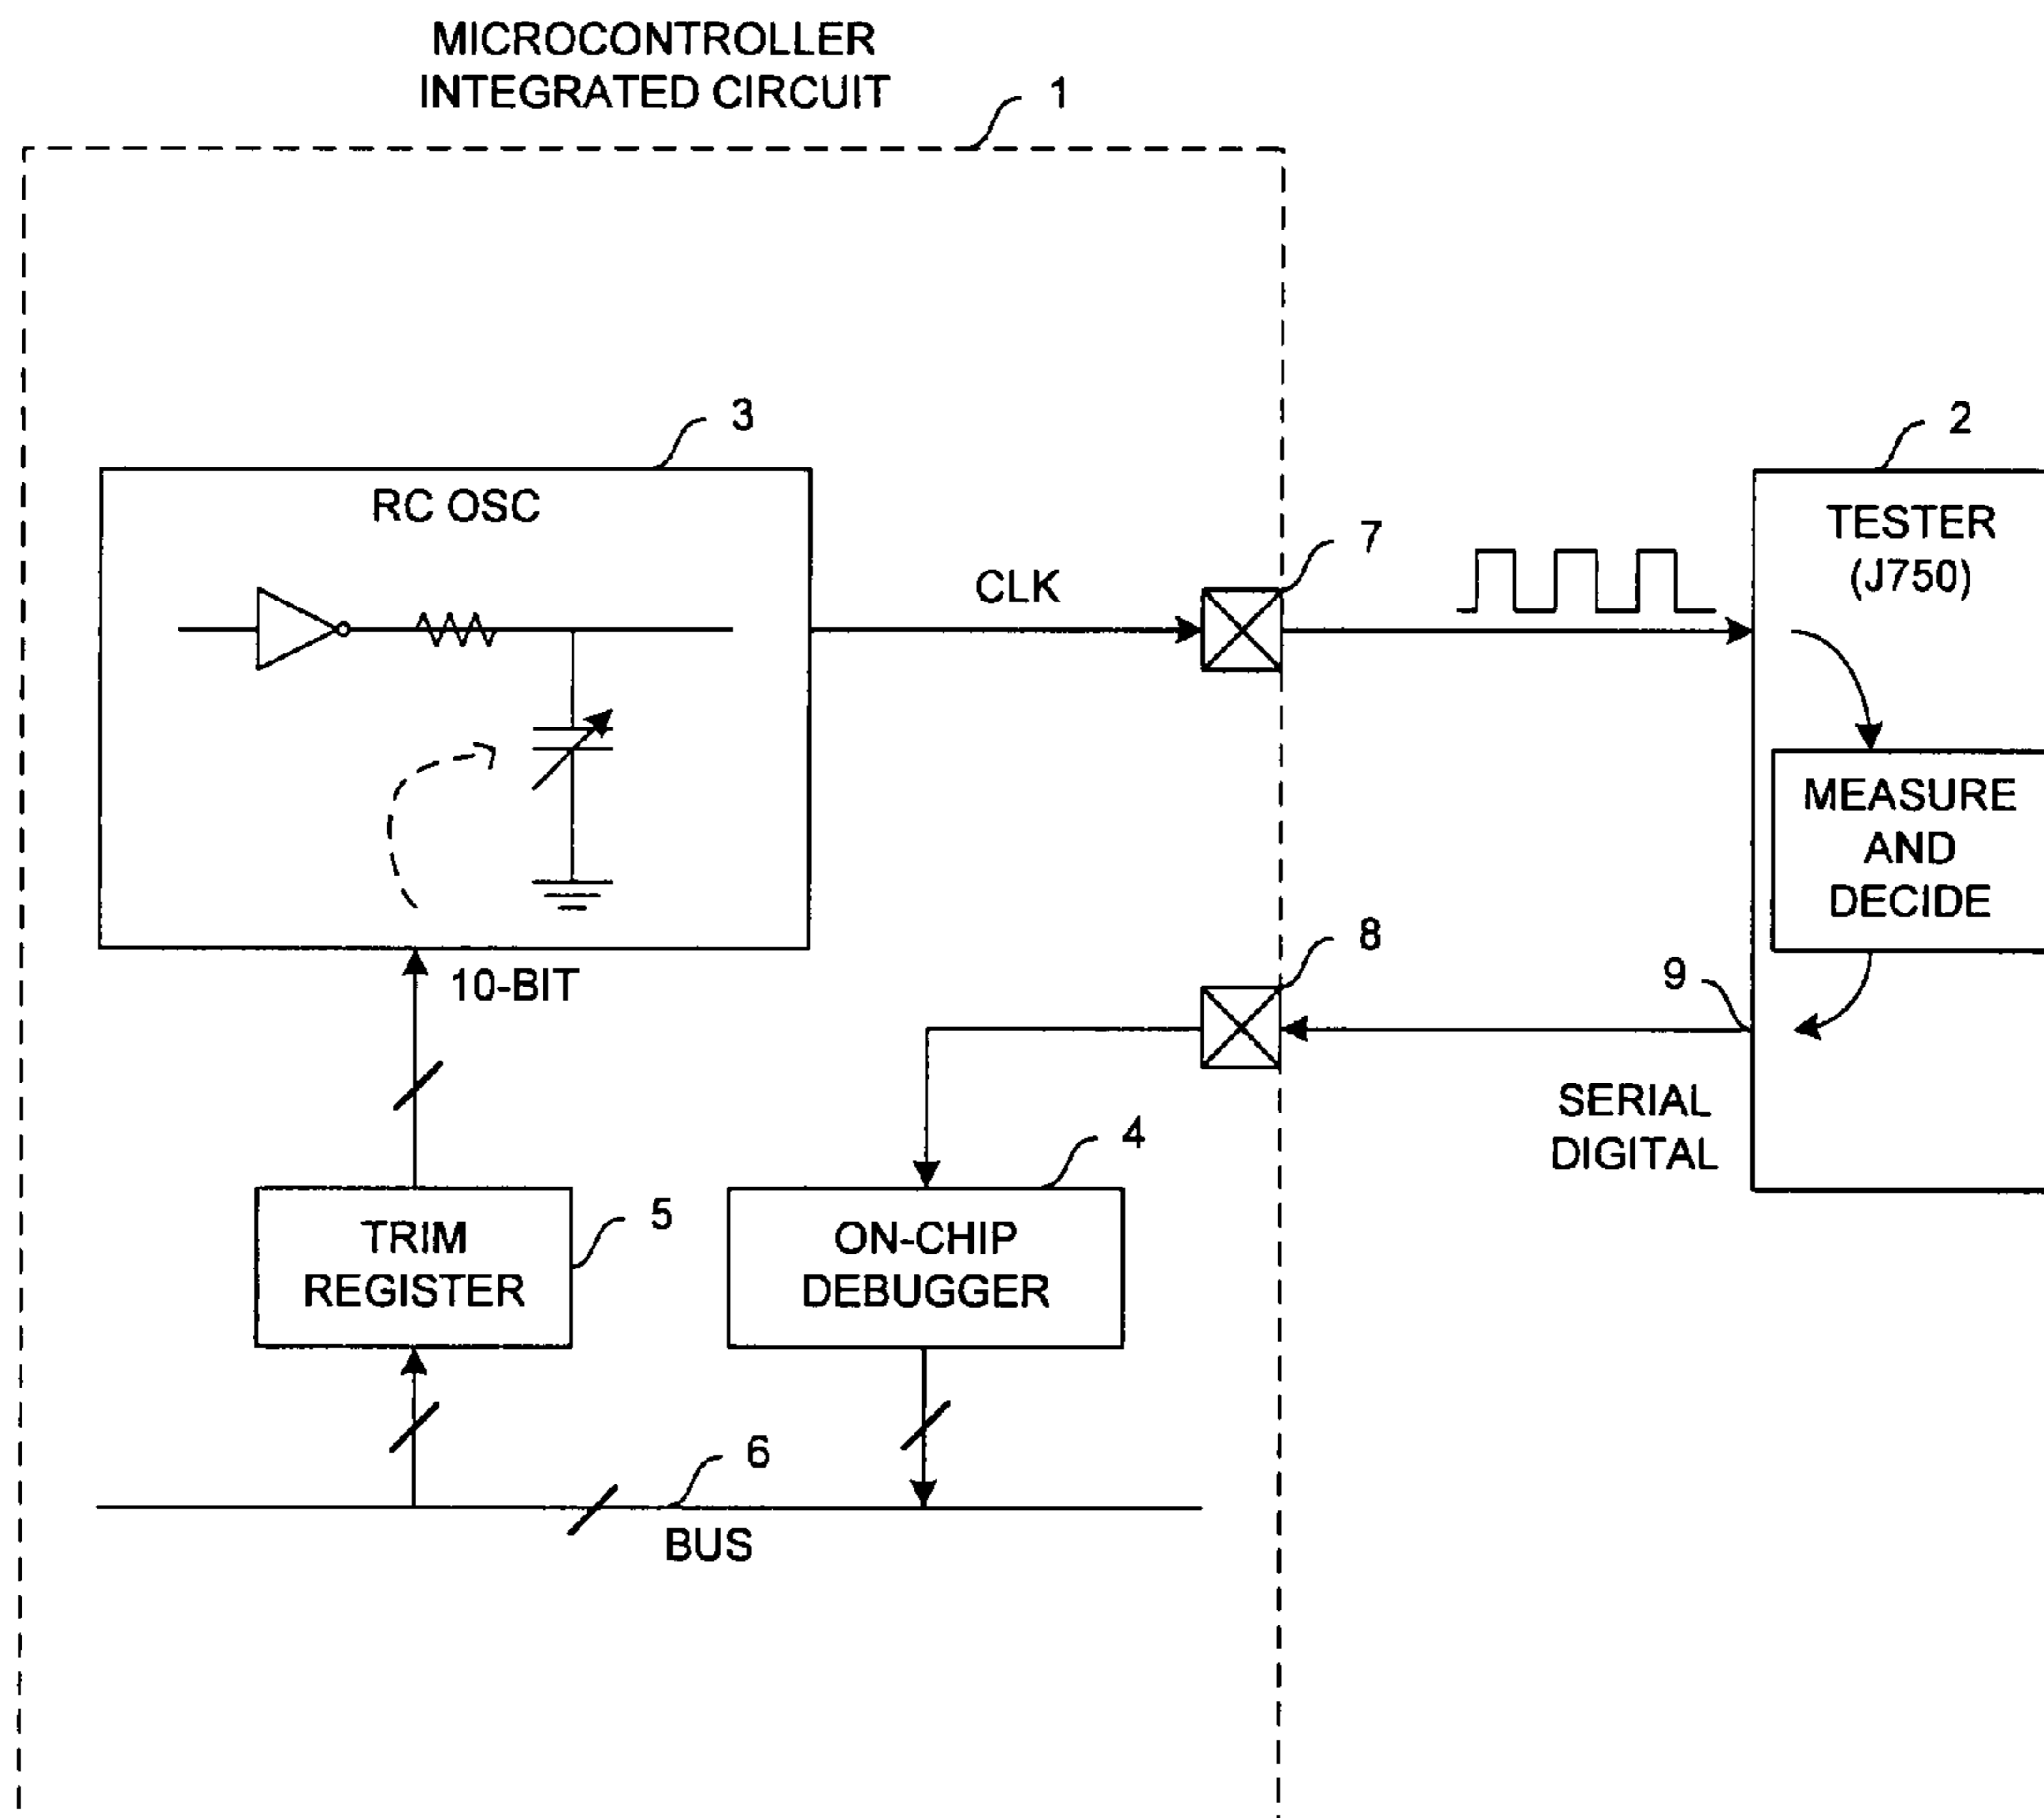 MICROCONTROLLER
INTEGRATED CIRCUIT
1
3
2
RC OSC
TESTER
(J750)
7
CLK
MEASURE
AND
DECIDE
8
9
10-BIT
SERIAL
DIGITAL
4
5
TRIM
REGISTER
ON-CHIP
DEBUGGER
6
BUS